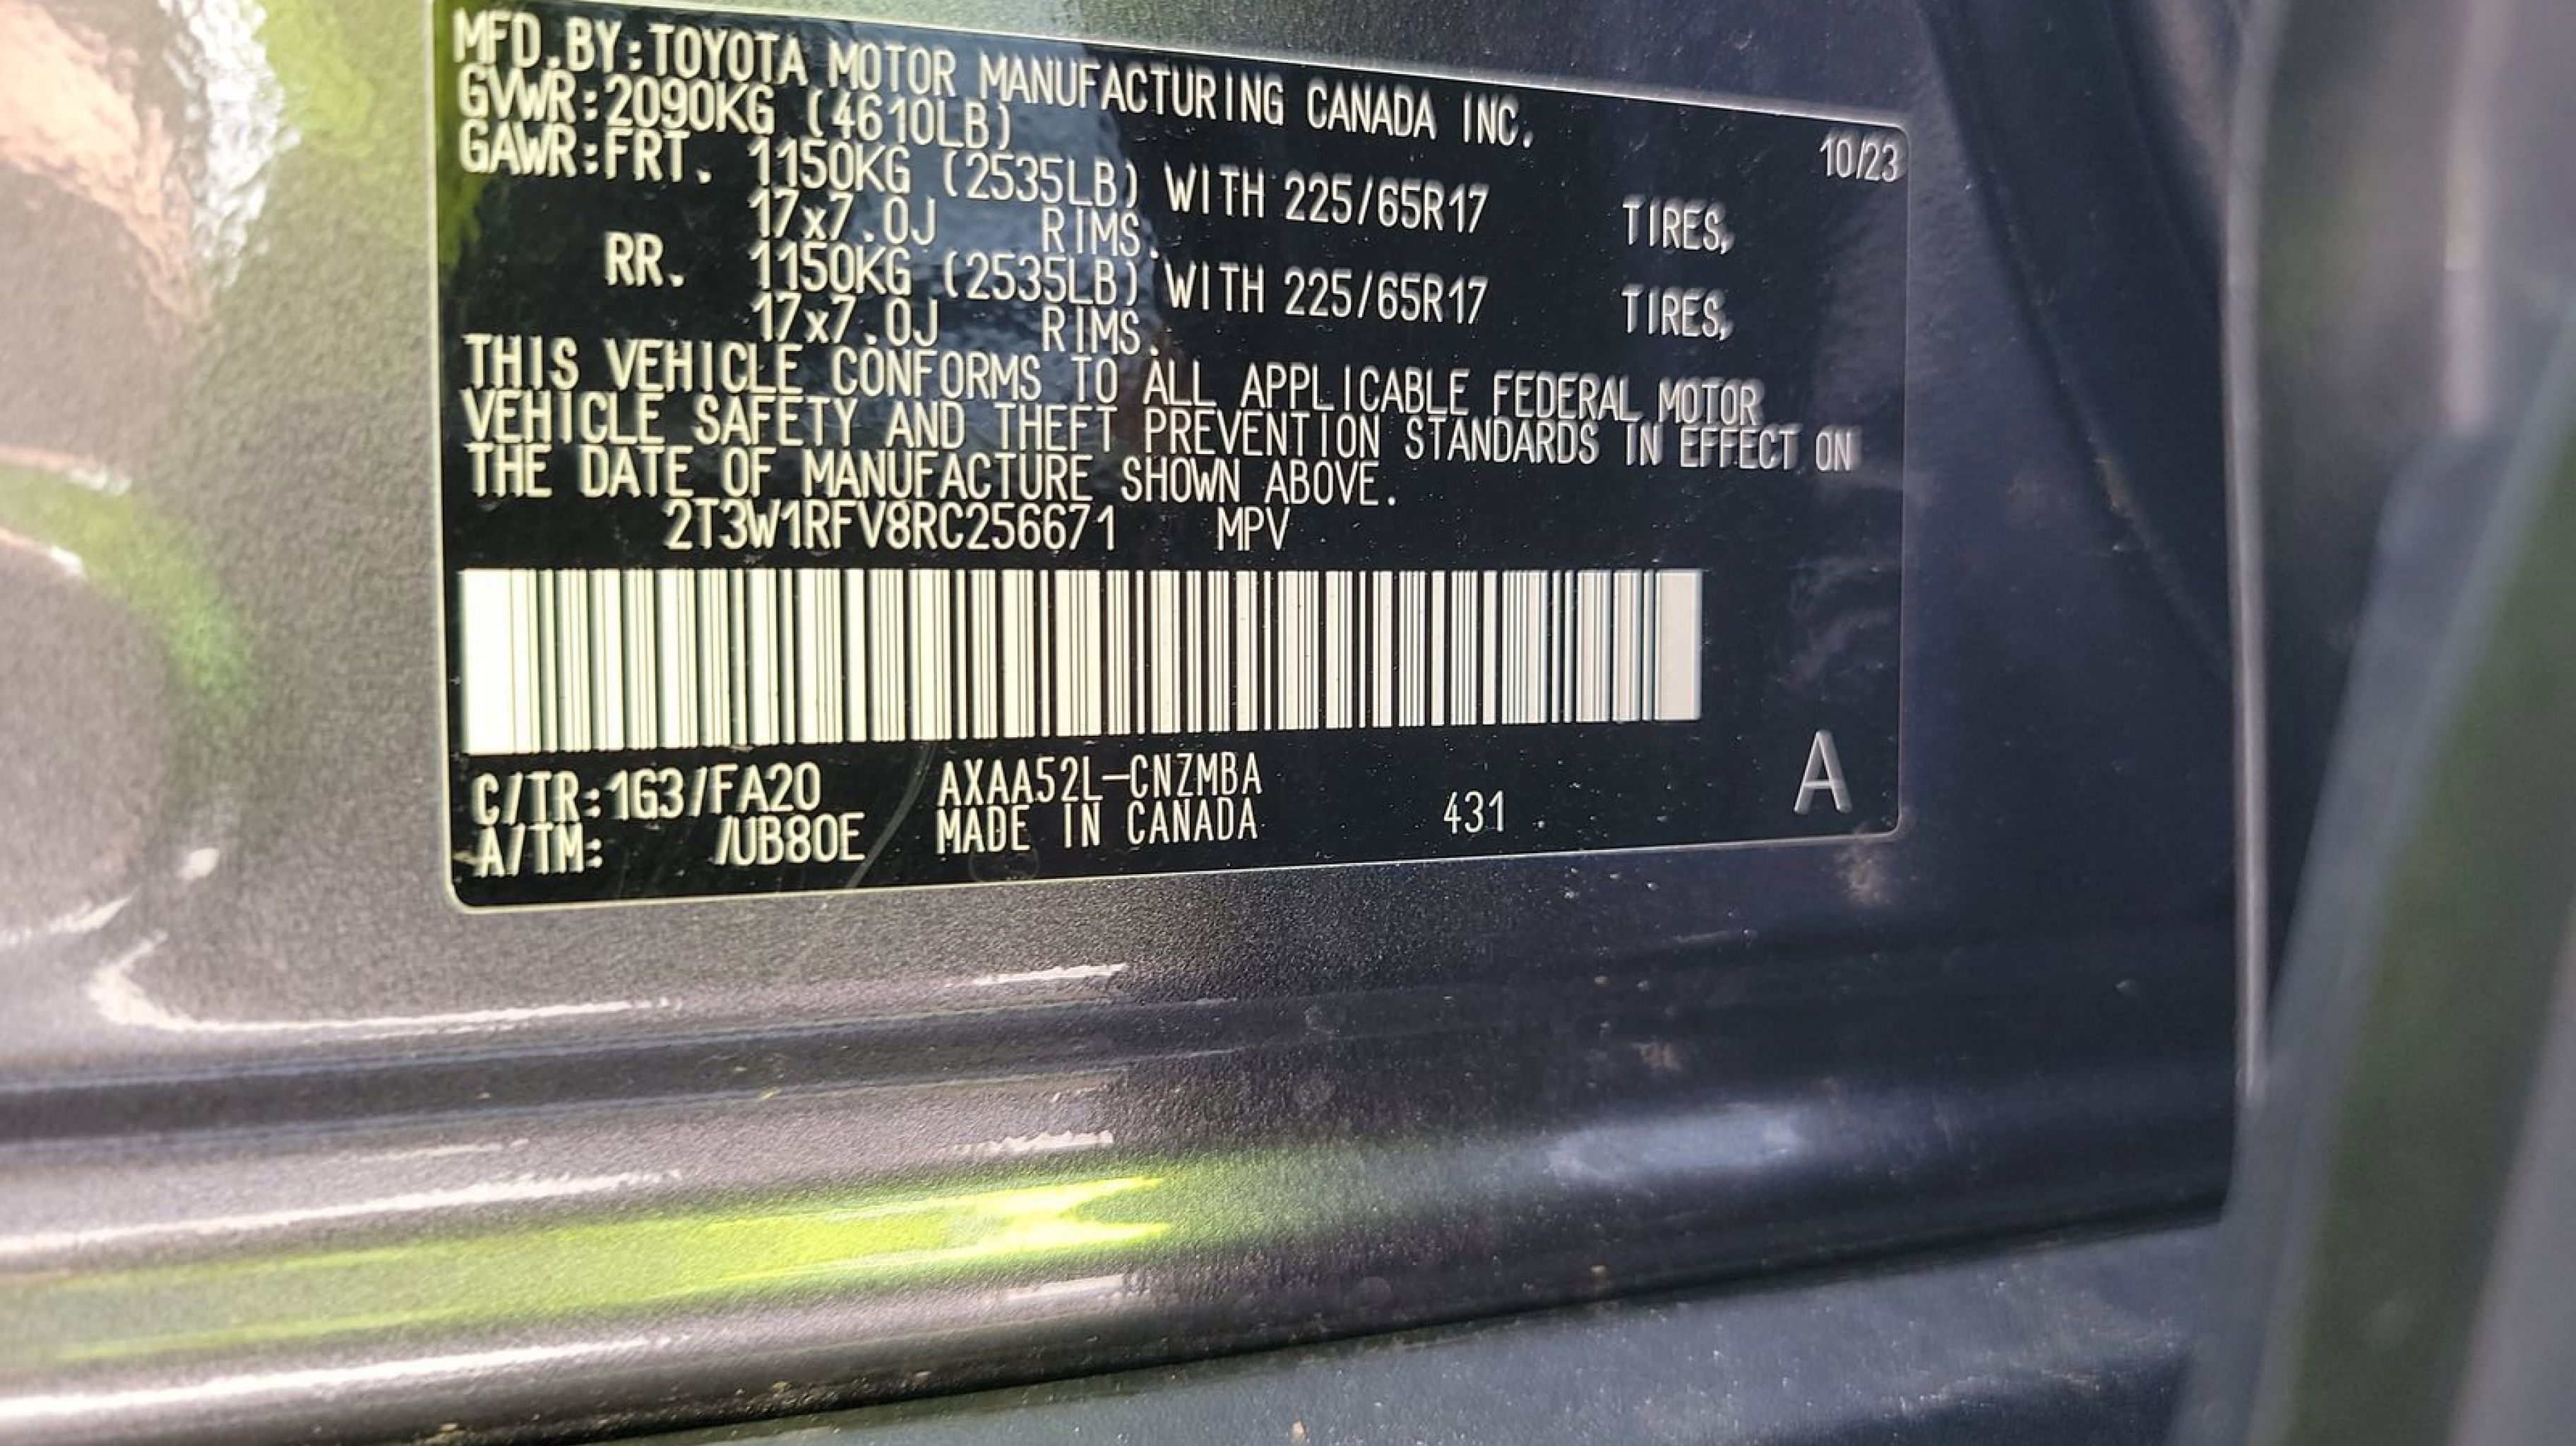 MFD.BY:TOYOTA MOTOR MANUFACTURING CANADA INC. 10/23
GVWR:2090KG (4610LB)
GAWR:FRT. 1150KG (2535LB) WITH 225/65R17 TIRES,
17x7.0J RIMS.
RR. 1150KG (2535LB) WITH 225/65R17 TIRES,
17x7.0J RIMS.
THIS VEHICLE CONFORMS TO ALL APPLICABLE FEDERAL MOTOR
VEHICLE SAFETY AND THEFT PREVENTION STANDARDS IN EFFECT ON
THE DATE OF MANUFACTURE SHOWN ABOVE.
2T3W1RFV8RC256671 MPV
C/TR:1G3/FA20 AXAA52L-CNZMBA
A/TM: /UB80E MADE IN CANADA 431 A